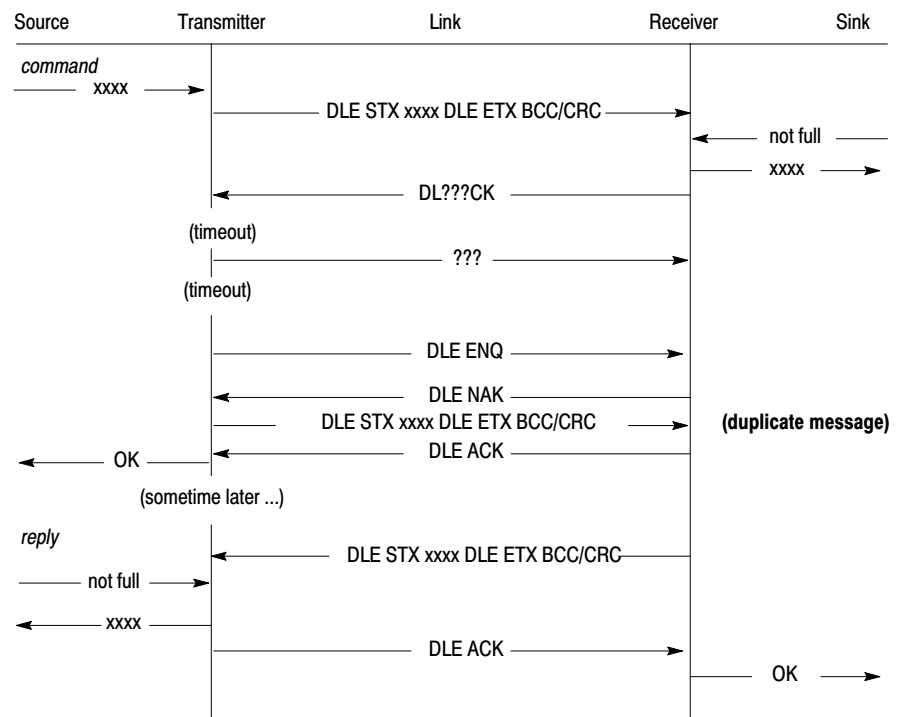 Source Transmitter Link Receiver Sink
command
xxxx
DLE STX xxxx DLE ETX BCC/CRC
not full
xxxx
DL???CK
(timeout)
???
(timeout)
DLE ENQ
DLE NAK
DLE STX xxxx DLE ETX BCC/CRC (duplicate message)
DLE ACK
OK
(sometime later ...)
reply
DLE STX xxxx DLE ETX BCC/CRC
not full
xxxx
DLE ACK
OK